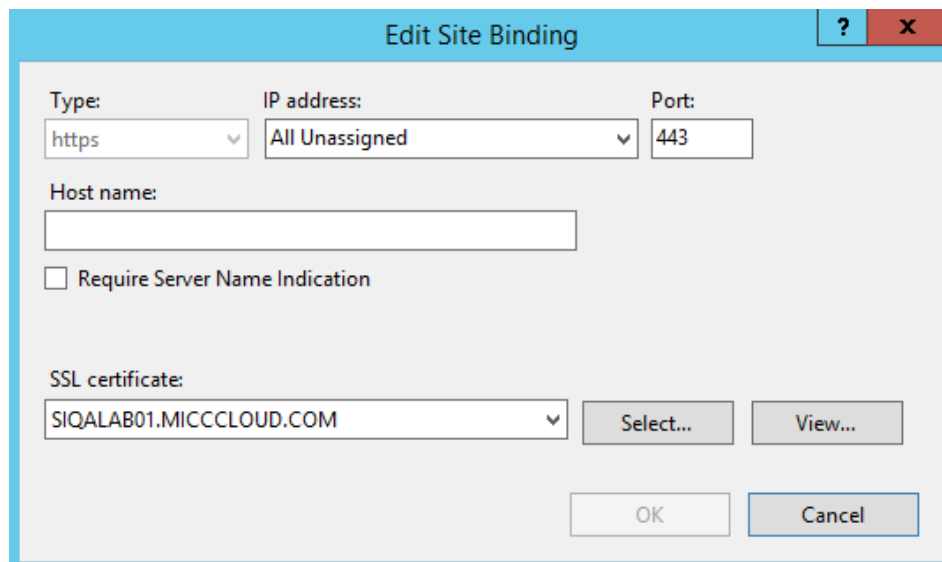 Edit Site Binding
?
x
Type:
IP address:
Port:
https
All Unassigned
443
Host name:
Require Server Name Indication
SSL certificate:
SIQALAB01.MICCCLOUD.COM
Select...
View...
OK
Cancel